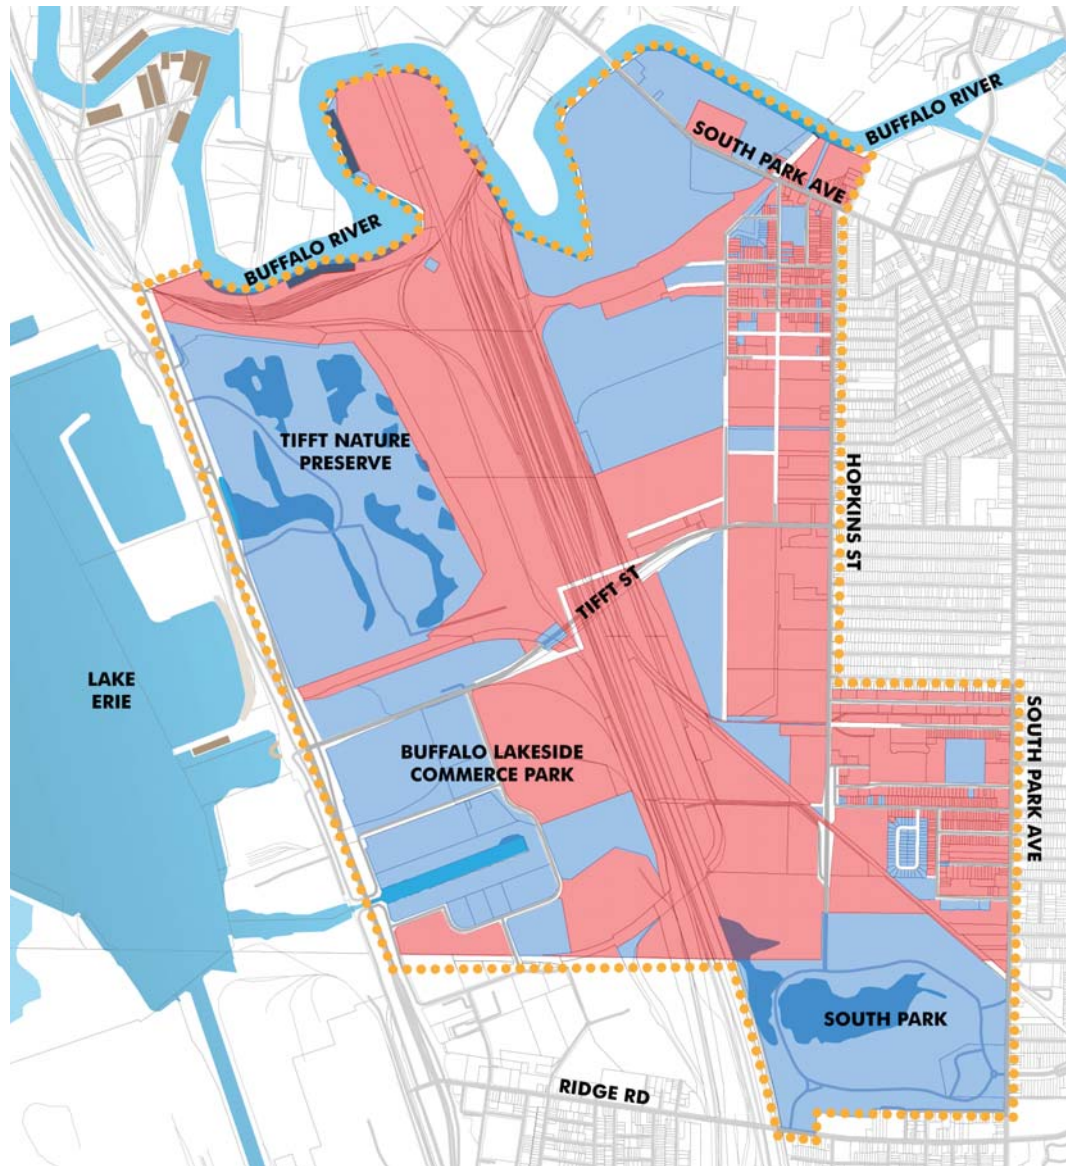 BUFFALO RIVER
SOUTH PARK AVE
BUFFALO RIVER
TIFFT NATURE
PRESERVE
HOPKINS ST
TIFFT ST
LAKE
ERIE
SOUTH PARK AVE
BUFFALO LAKESIDE
COMMERCE PARK
SOUTH PARK
RIDGE RD